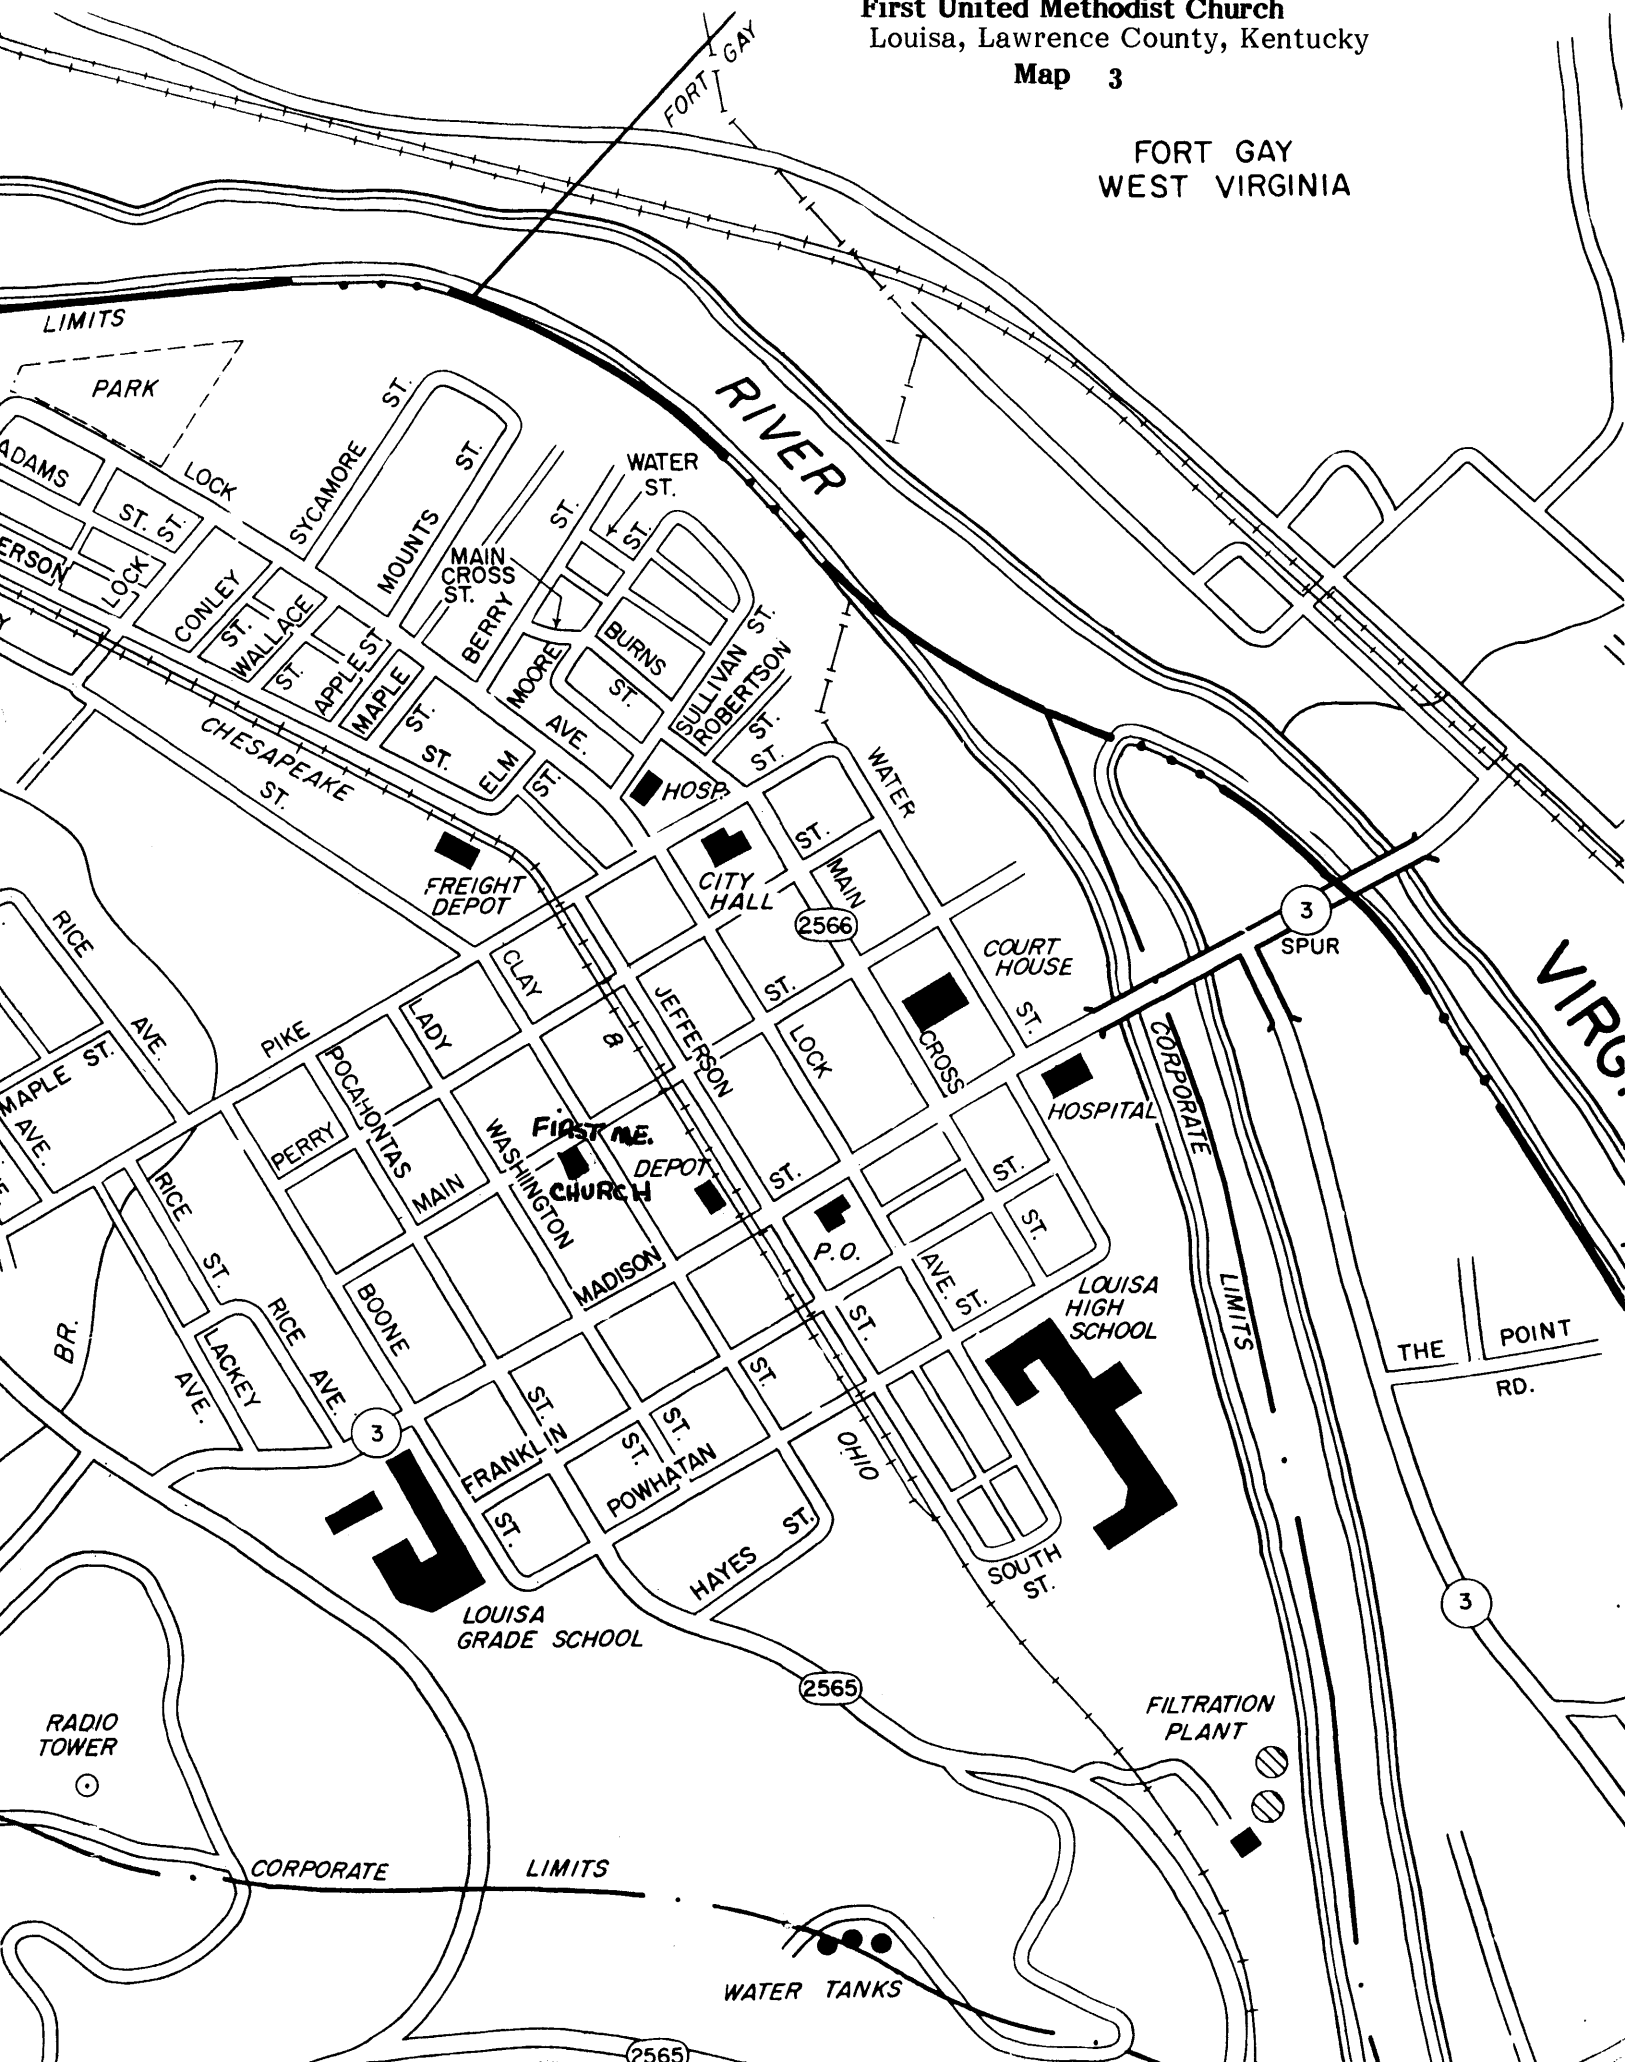 First United Methodist Church
Louisa, Lawrence County, Kentucky
Map 3
FORT GAY
FORT GAY
WEST VIRGINIA
LIMITS
PARK
RIVER
ADAMS
ST.
LOCK
ST.
SYCAMORE
ST.
ST.
MOUNTS
WATER
ST.
ST.
ST.
MAIN
CROSS
ST.
ERSON
LOCK
CONLEY
ST.
WALLACE
ST.
APPLE ST
MAPLE
ST.
BERRY
MOORE
AVE.
BURNS
ST.
SULLIVAN
ST.
ROBERTSON
ST.
ST.
CHESAPEAKE
ST.
ST.
ELM
ST.
HOSP.
WATER
FREIGHT
DEPOT
CITY
HALL
ST.
MAIN
2566
RICE
AVE.
CLAY
COURT
HOUSE
3
SPUR
VIRG
PIKE
LADY
&
JEFFERSON
ST.
LOCK
CROSS
ST.
MAPLE ST.
AVE.
POCAHONTAS
PERRY
MAIN
WASHINGTON
FIRST ME.
CHURCH
DEPOT
ST.
HOSPITAL
CORPORATE
LIMITS
ST.
ST.
RICE
ST.
RICE
AVE.
MADISON
P.O.
AVE.
ST.
BR.
BOONE
LACKEY
AVE.
LOUISA
HIGH
SCHOOL
ST.
ST.
THE POINT
RD.
3
ST.
ST.
ST.
FRANKLIN
POWHATAN
OHIO
ST.
HAYES
ST.
SOUTH
ST.
LOUISA
GRADE SCHOOL
3
2565
RADIO
TOWER
FILTRATION
PLANT
CORPORATE LIMITS
WATER TANKS
2565